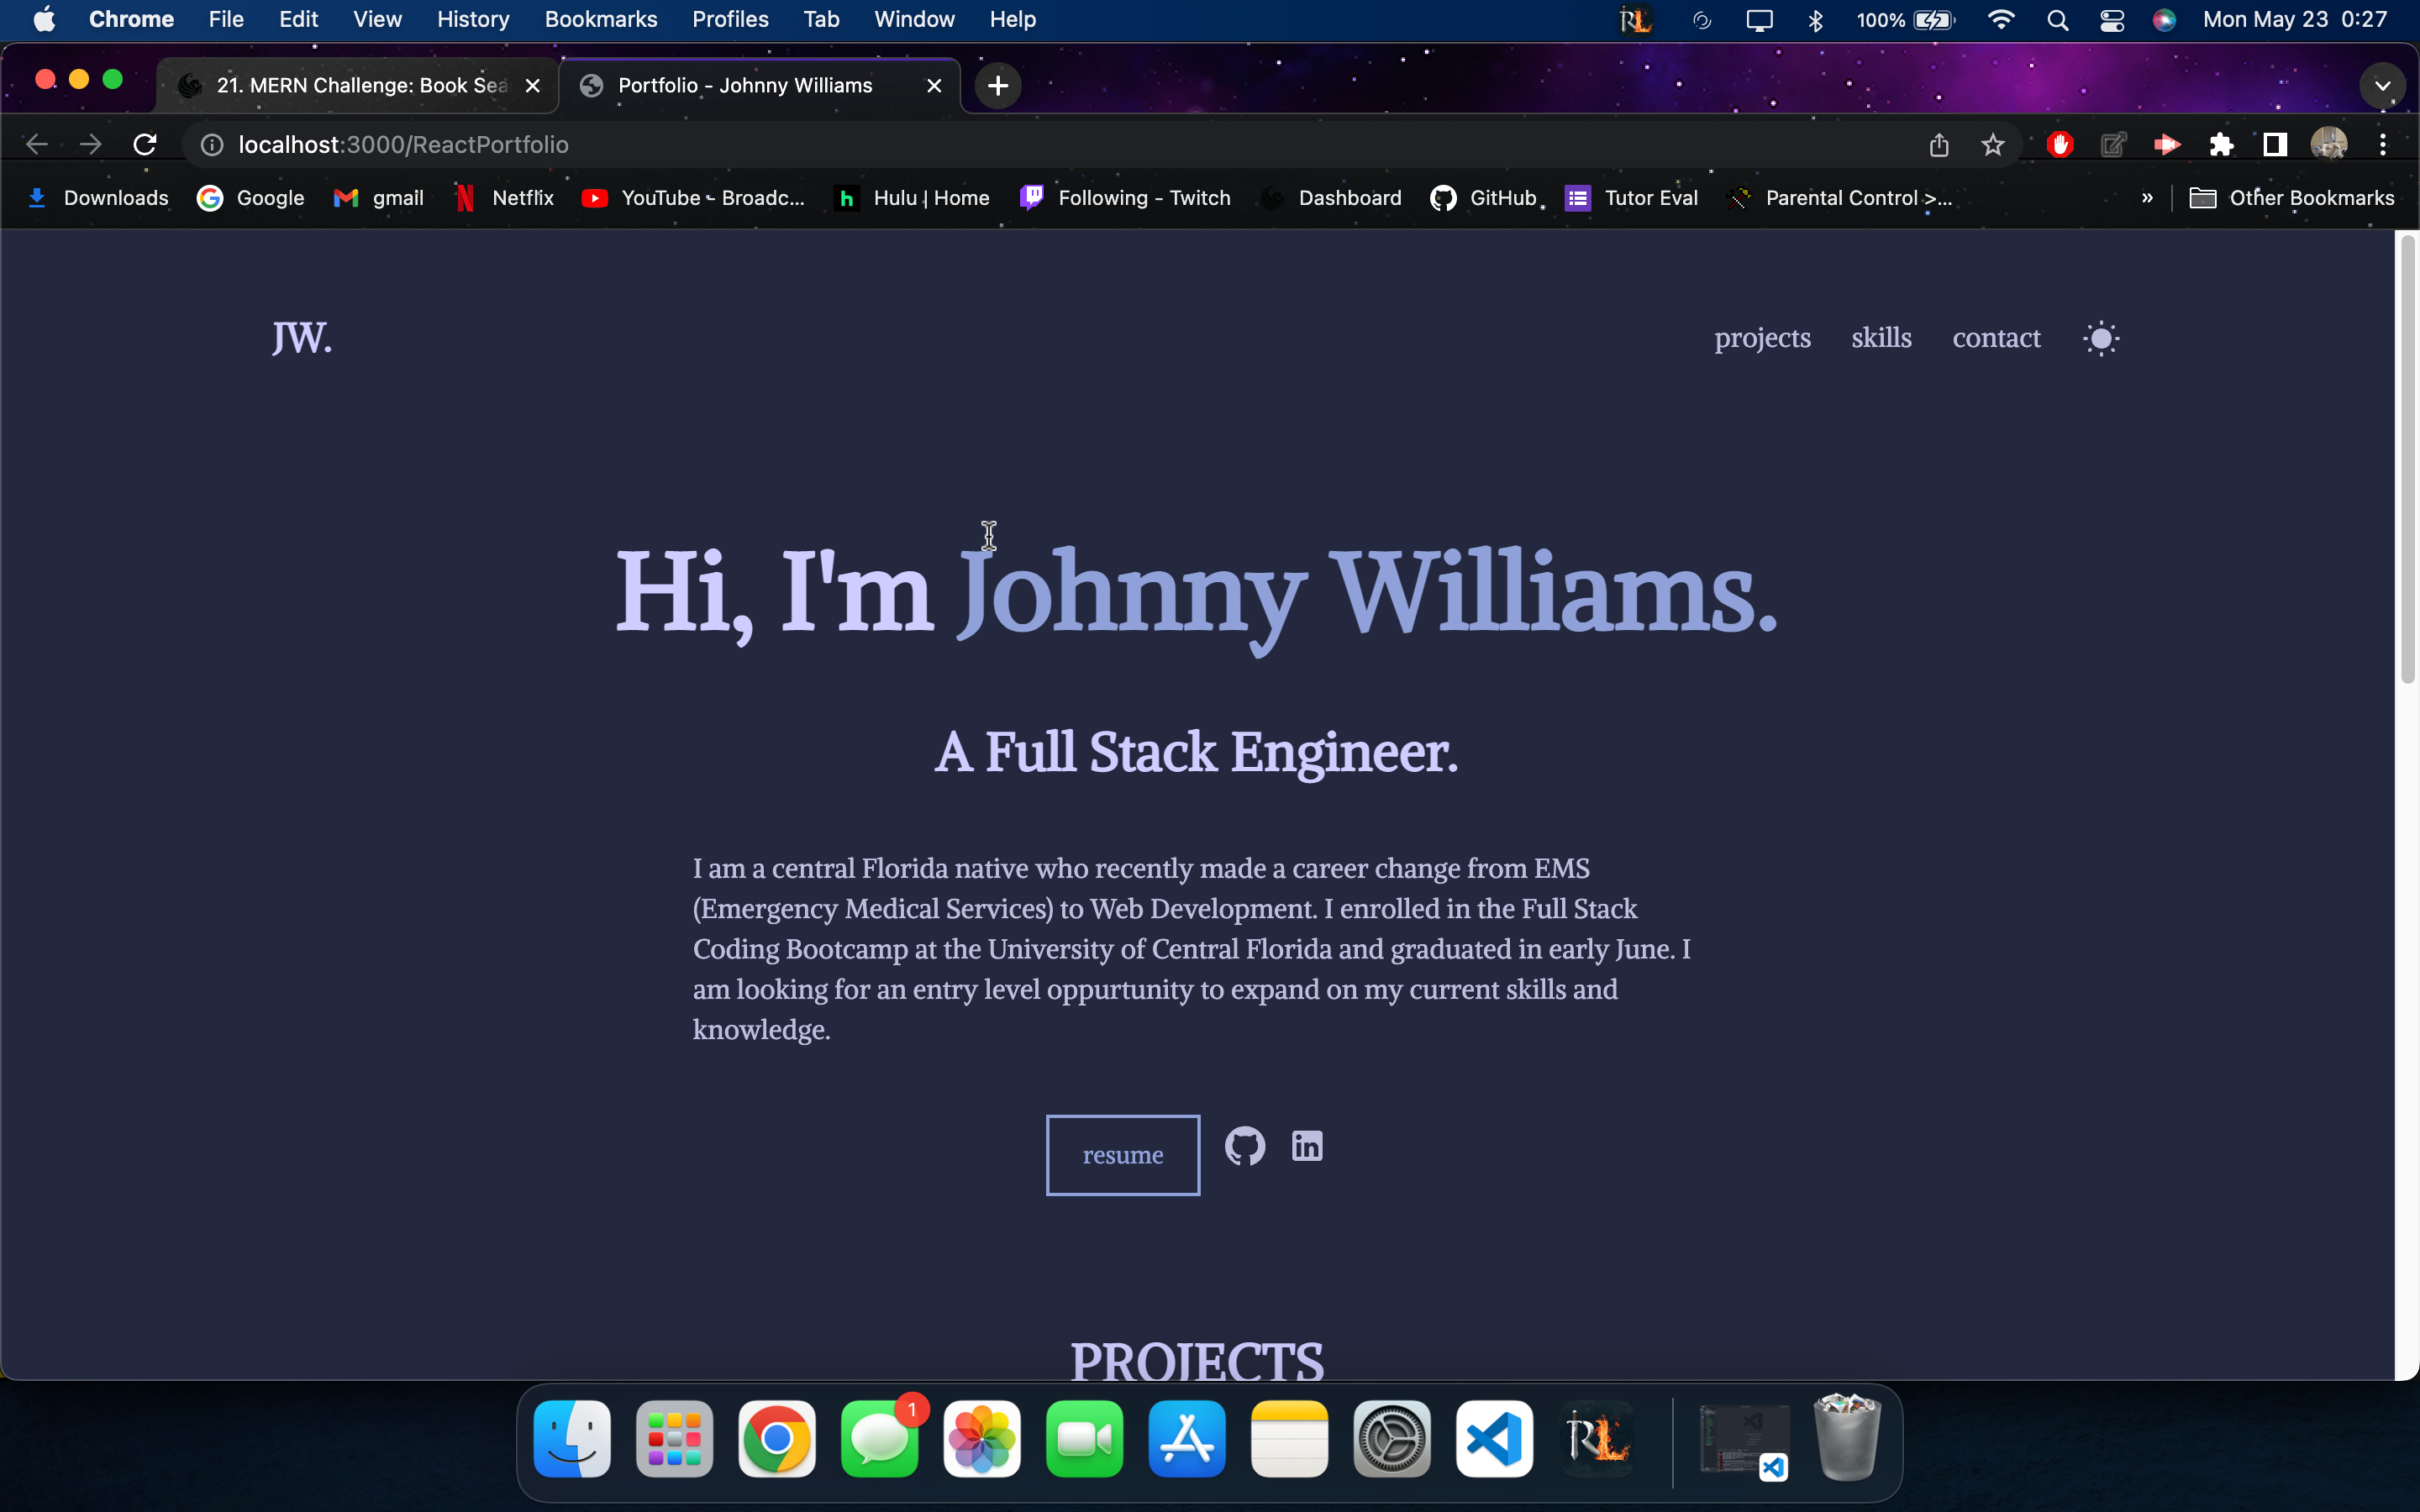 Chrome File Edit View History Bookmarks Profiles Tab Window Help RL 100% Mon May 23 0:27
21. MERN Challenge: Book Sea Portfolio - Johnny Williams
localhost:3000/ReactPortfolio
Downloads Google gmail Netflix YouTube - Broadc... h Hulu | Home Following - Twitch Dashboard GitHub Tutor Eval Parental Control >... » Other Bookmarks
JW. projects skills contact
Hi, I'm Johnny Williams.
A Full Stack Engineer.
I am a central Florida native who recently made a career change from EMS
(Emergency Medical Services) to Web Development. I enrolled in the Full Stack
Coding Bootcamp at the University of Central Florida and graduated in early June. I
am looking for an entry level oppurtunity to expand on my current skills and
knowledge.
resume in
PROJECTS
1
RL